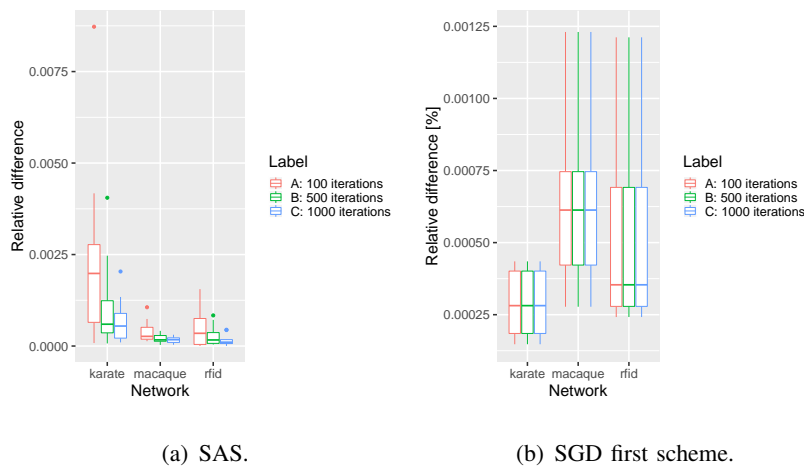 0.0075
0.0050
0.0025
0.0000
Relative difference
karate macaque rfid
Network
Label
A: 100 iterations
B: 500 iterations
C: 1000 iterations
(a) SAS.
0.00125
0.00100
0.00075
0.00050
0.00025
Relative difference [%]
karate macaque rfid
Network
Label
A: 100 iterations
B: 500 iterations
C: 1000 iterations
(b) SGD first scheme.